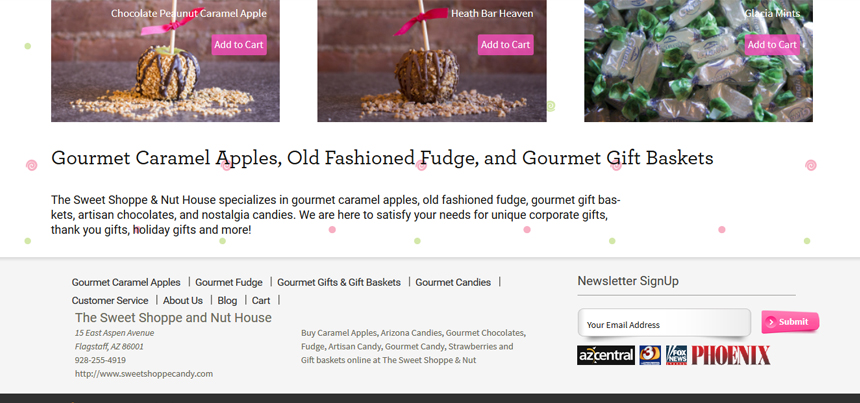 Chocolate Peaunut Caramel Apple
Add to Cart
Heath Bar Heaven
Add to Cart
Glacia Mints
Add to Cart
Gourmet Caramel Apples, Old Fashioned Fudge, and Gourmet Gift Baskets
The Sweet Shoppe & Nut House specializes in gourmet caramel apples, old fashioned fudge, gourmet gift bas-
kets, artisan chocolates, and nostalgia candies. We are here to satisfy your needs for unique corporate gifts,
thank you gifts, holiday gifts and more!
Gourmet Caramel Apples | Gourmet Fudge | Gourmet Gifts & Gift Baskets | Gourmet Candies |
Customer Service | About Us | Blog | Cart |
The Sweet Shoppe and Nut House
15 East Aspen Avenue
Flagstaff, AZ 86001
928-255-4919
http://www.sweetshoppecandy.com
Buy Caramel Apples, Arizona Candies, Gourmet Chocolates,
Fudge, Artisan Candy, Gourmet Candy, Strawberries and
Gift baskets online at The Sweet Shoppe & Nut
Newsletter SignUp
Your Email Address
Submit
azcentral
3
FOX
NEWS
PHOENIX